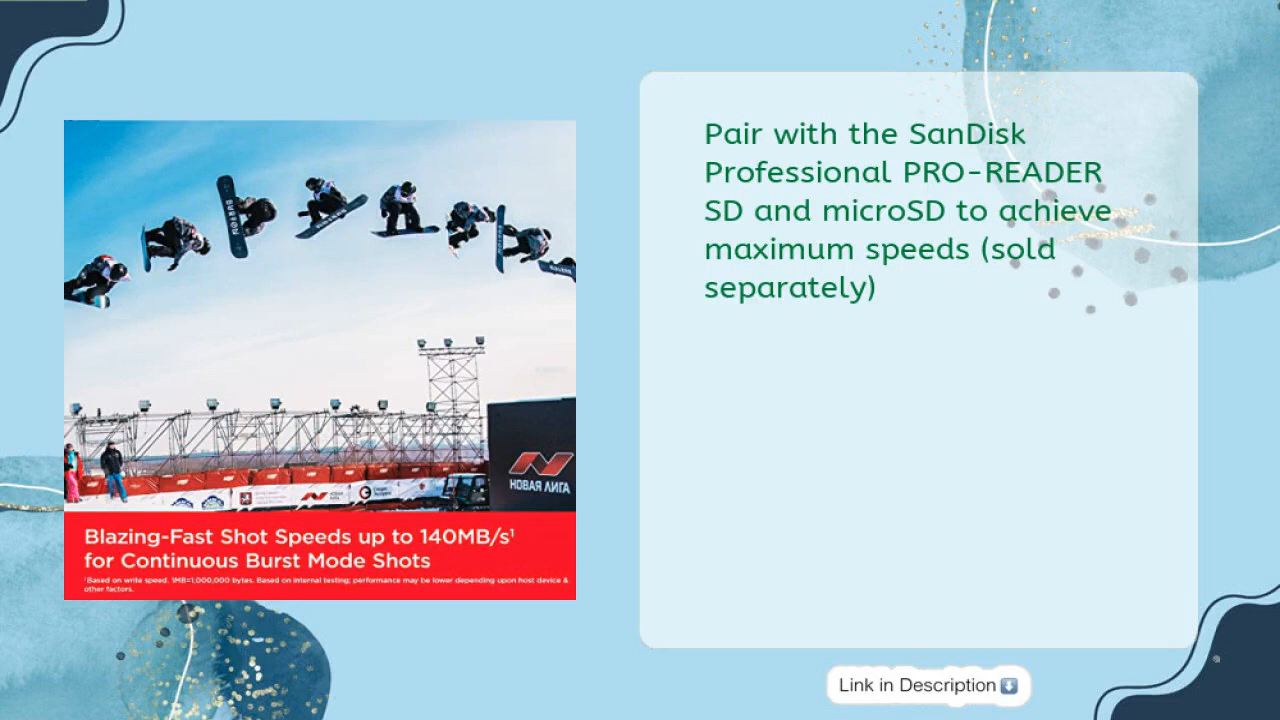 Pair with the SanDisk
Professional PRO-READER
SD and microSD to achieve
maximum speeds (sold
separately)
BURTON
НОВАЯ ЛИГА
Blazing-Fast Shot Speeds up to 140MB/s¹
for Continuous Burst Mode Shots
¹Based on write speed. 1MB=1,000,000 bytes. Based on internal testing; performance may be lower depending upon host device &
other factors.
Link in Description